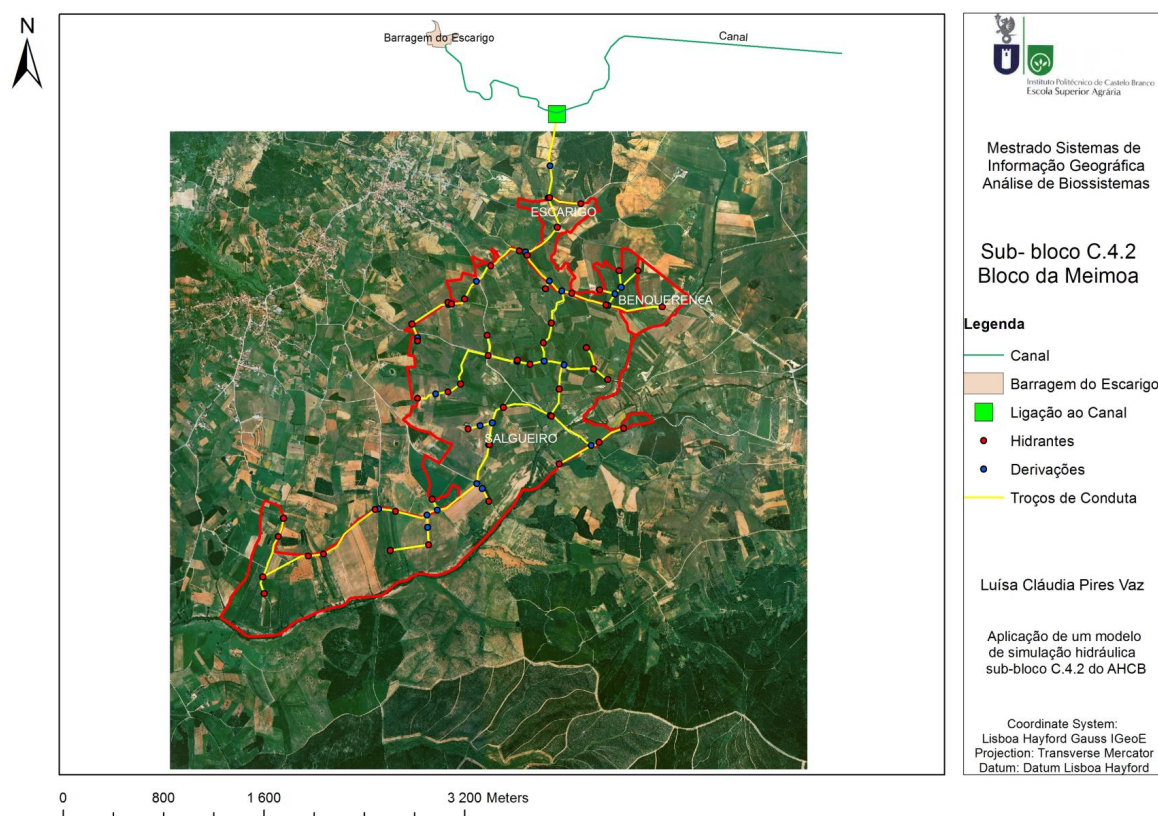 N
Barragem do Escarigo
Canal
ESCARIGO
BENQUEREN€A
SALGUEIRO
0 800 1 600 3 200 Meters
Instituto Politécnico de Castelo Branco
Escola Superior Agrária
Mestrado Sistemas de
Informação Geográfica
Análise de Biossistemas
Sub- bloco C.4.2
Bloco da Meimoa
Legenda
Canal
Barragem do Escarigo
Ligação ao Canal
Hidrantes
Derivações
Troços de Conduta
Luísa Cláudia Pires Vaz
Aplicação de um modelo
de simulação hidráulica
sub-bloco C.4.2 do AHCB
Coordinate System:
Lisboa Hayford Gauss IGeoE
Projection: Transverse Mercator
Datum: Datum Lisboa Hayford